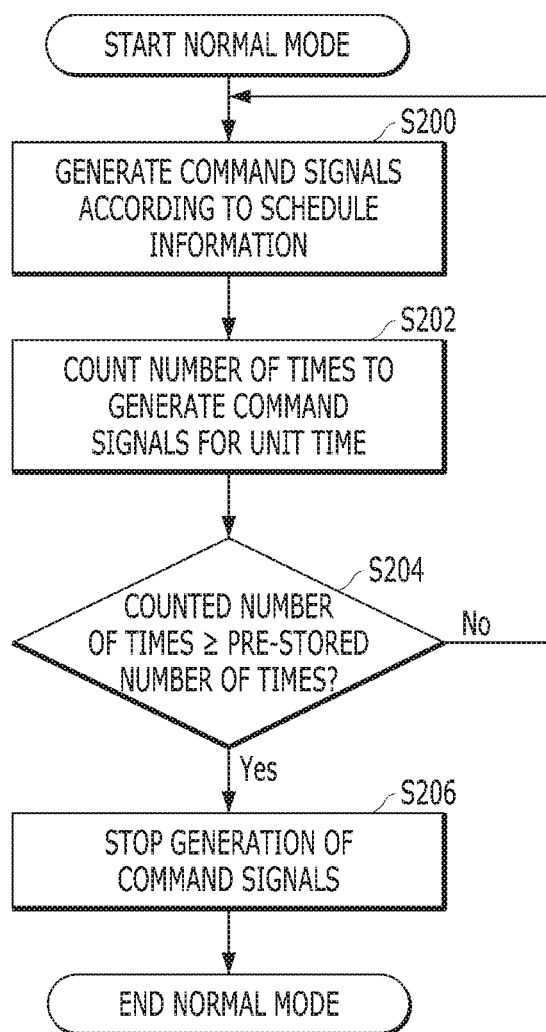 START NORMAL MODE
S200
GENERATE COMMAND SIGNALS
ACCORDING TO SCHEDULE
INFORMATION
S202
COUNT NUMBER OF TIMES TO
GENERATE COMMAND
SIGNALS FOR UNIT TIME
S204
COUNTED NUMBER
OF TIMES ≥ PRE-STORED
NUMBER OF TIMES?
No
Yes
S206
STOP GENERATION OF
COMMAND SIGNALS
END NORMAL MODE